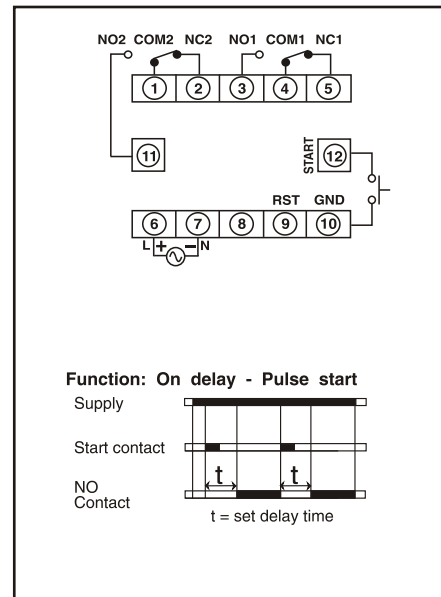 NO2 COM2 NC2 NO1 COM1 NC1
1 2 3 4 5
11 START 12
RST GND
6 7 8 9 10
L + − N
Function: On delay - Pulse start
Supply
Start contact
t t
NO
Contact
t = set delay time